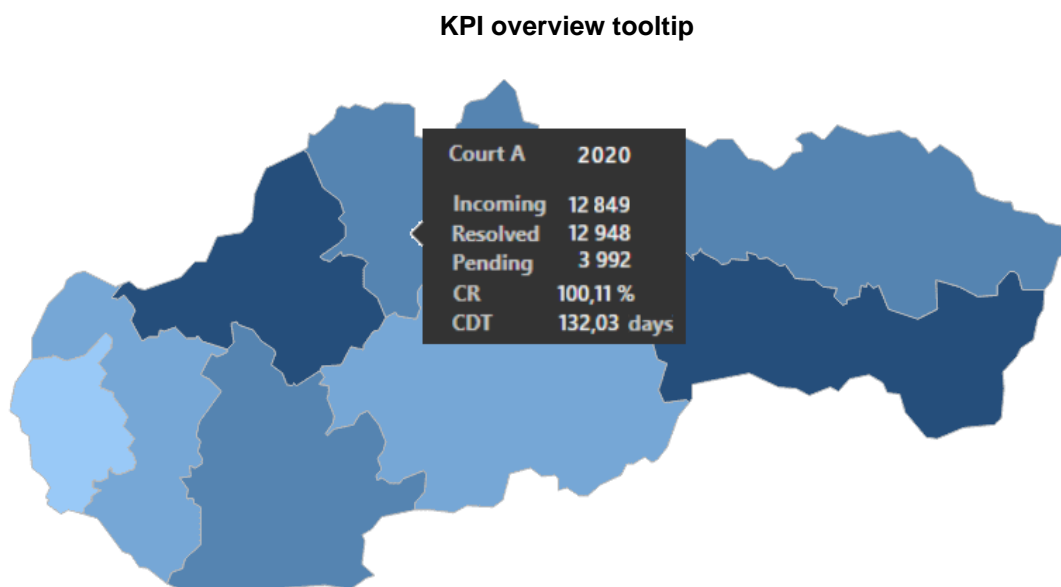 KPI overview tooltip
Court A 2020
Incoming 12 849
Resolved 12 948
Pending 3 992
CR 100,11 %
CDT 132,03 days